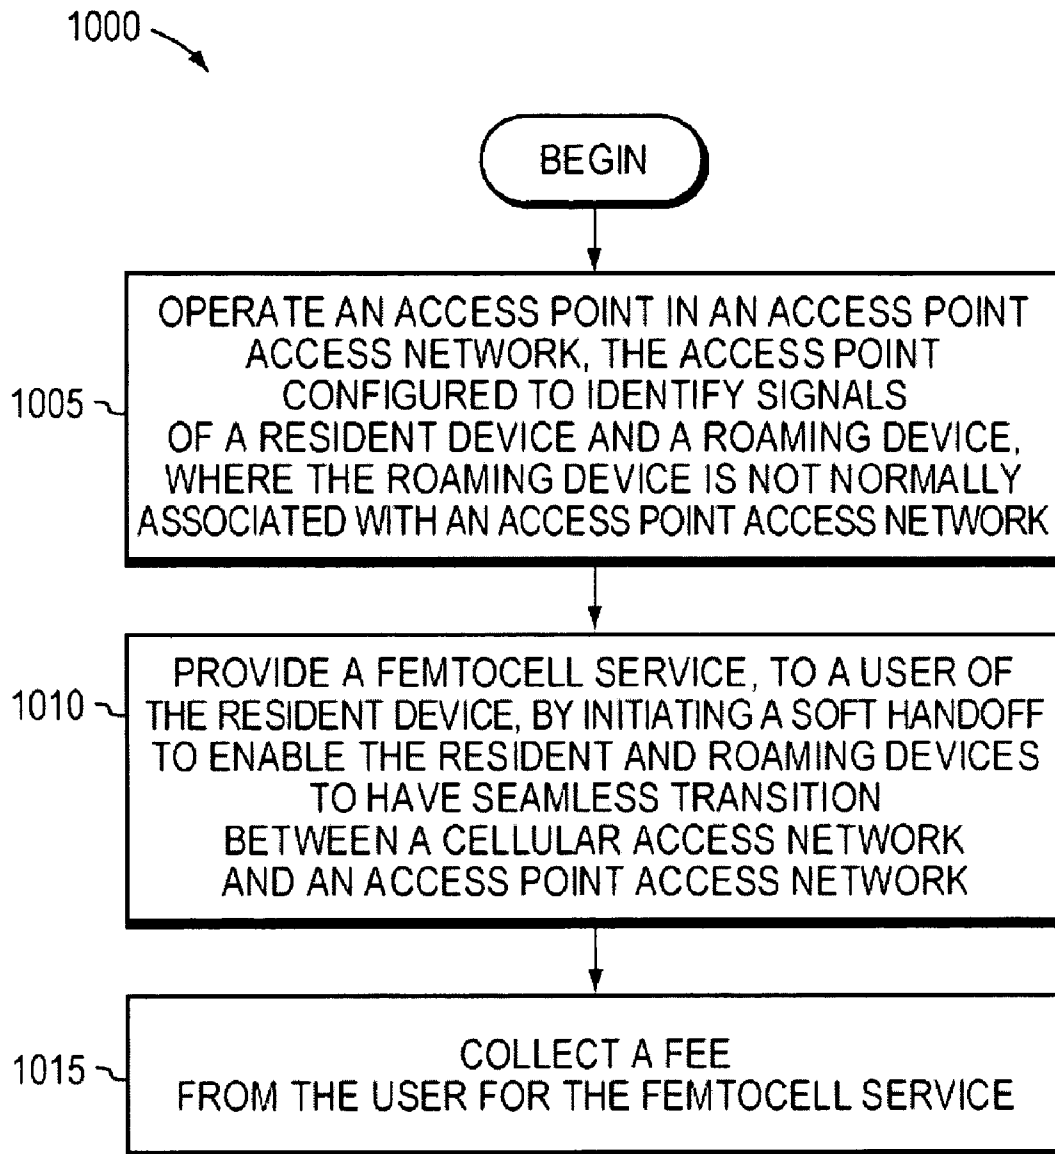 1000
BEGIN
1005
OPERATE AN ACCESS POINT IN AN ACCESS POINT
ACCESS NETWORK, THE ACCESS POINT
CONFIGURED TO IDENTIFY SIGNALS
OF A RESIDENT DEVICE AND A ROAMING DEVICE,
WHERE THE ROAMING DEVICE IS NOT NORMALLY
ASSOCIATED WITH AN ACCESS POINT ACCESS NETWORK
1010
PROVIDE A FEMTOCELL SERVICE, TO A USER OF
THE RESIDENT DEVICE, BY INITIATING A SOFT HANDOFF
TO ENABLE THE RESIDENT AND ROAMING DEVICES
TO HAVE SEAMLESS TRANSITION
BETWEEN A CELLULAR ACCESS NETWORK
AND AN ACCESS POINT ACCESS NETWORK
1015
COLLECT A FEE
FROM THE USER FOR THE FEMTOCELL SERVICE